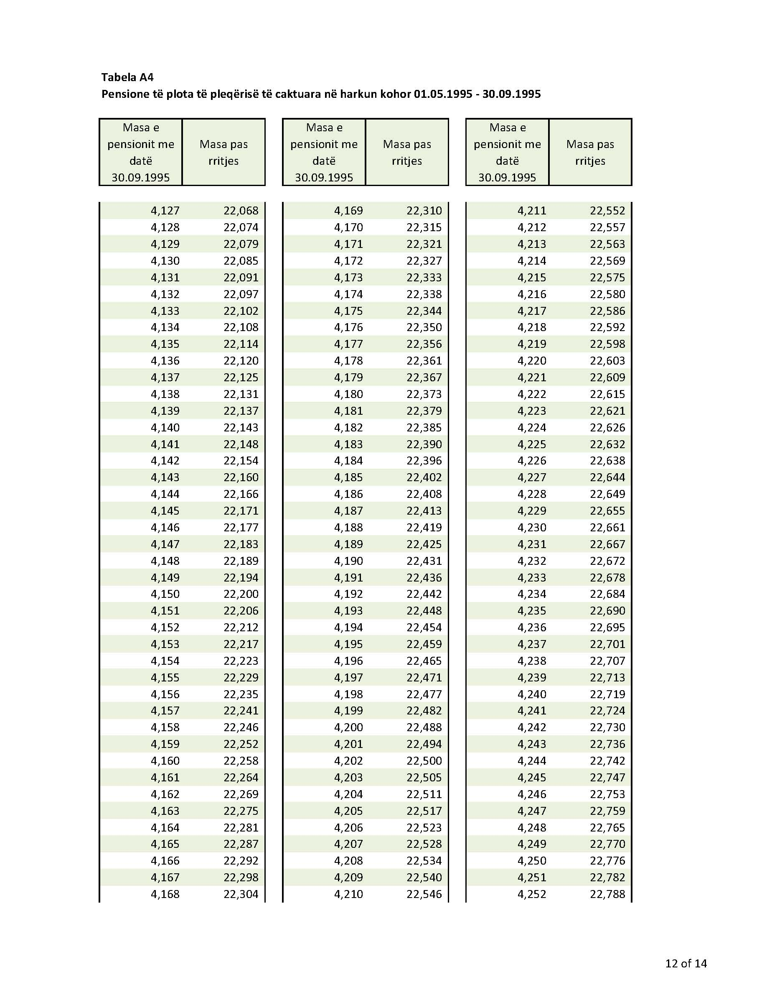 Tabela A4
Pensione të plota të pleqërisë të caktuara në harkun kohor 01.05.1995 - 30.09.1995
Masa e pensionit me datë 30.09.1995 Masa pas rritjes Masa e pensionit me datë 30.09.1995 Masa pas rritjes Masa e pensionit me datë 30.09.1995 Masa pas rritjes
4,127 22,068 4,169 22,310 4,211 22,552
4,128 22,074 4,170 22,315 4,212 22,557
4,129 22,079 4,171 22,321 4,213 22,563
4,130 22,085 4,172 22,327 4,214 22,569
4,131 22,091 4,173 22,333 4,215 22,575
4,132 22,097 4,174 22,338 4,216 22,580
4,133 22,102 4,175 22,344 4,217 22,586
4,134 22,108 4,176 22,350 4,218 22,592
4,135 22,114 4,177 22,356 4,219 22,598
4,136 22,120 4,178 22,361 4,220 22,603
4,137 22,125 4,179 22,367 4,221 22,609
4,138 22,131 4,180 22,373 4,222 22,615
4,139 22,137 4,181 22,379 4,223 22,621
4,140 22,143 4,182 22,385 4,224 22,626
4,141 22,148 4,183 22,390 4,225 22,632
4,142 22,154 4,184 22,396 4,226 22,638
4,143 22,160 4,185 22,402 4,227 22,644
4,144 22,166 4,186 22,408 4,228 22,649
4,145 22,171 4,187 22,413 4,229 22,655
4,146 22,177 4,188 22,419 4,230 22,661
4,147 22,183 4,189 22,425 4,231 22,667
4,148 22,189 4,190 22,431 4,232 22,672
4,149 22,194 4,191 22,436 4,233 22,678
4,150 22,200 4,192 22,442 4,234 22,684
4,151 22,206 4,193 22,448 4,235 22,690
4,152 22,212 4,194 22,454 4,236 22,695
4,153 22,217 4,195 22,459 4,237 22,701
4,154 22,223 4,196 22,465 4,238 22,707
4,155 22,229 4,197 22,471 4,239 22,713
4,156 22,235 4,198 22,477 4,240 22,719
4,157 22,241 4,199 22,482 4,241 22,724
4,158 22,246 4,200 22,488 4,242 22,730
4,159 22,252 4,201 22,494 4,243 22,736
4,160 22,258 4,202 22,500 4,244 22,742
4,161 22,264 4,203 22,505 4,245 22,747
4,162 22,269 4,204 22,511 4,246 22,753
4,163 22,275 4,205 22,517 4,247 22,759
4,164 22,281 4,206 22,523 4,248 22,765
4,165 22,287 4,207 22,528 4,249 22,770
4,166 22,292 4,208 22,534 4,250 22,776
4,167 22,298 4,209 22,540 4,251 22,782
4,168 22,304 4,210 22,546 4,252 22,788
12 of 14